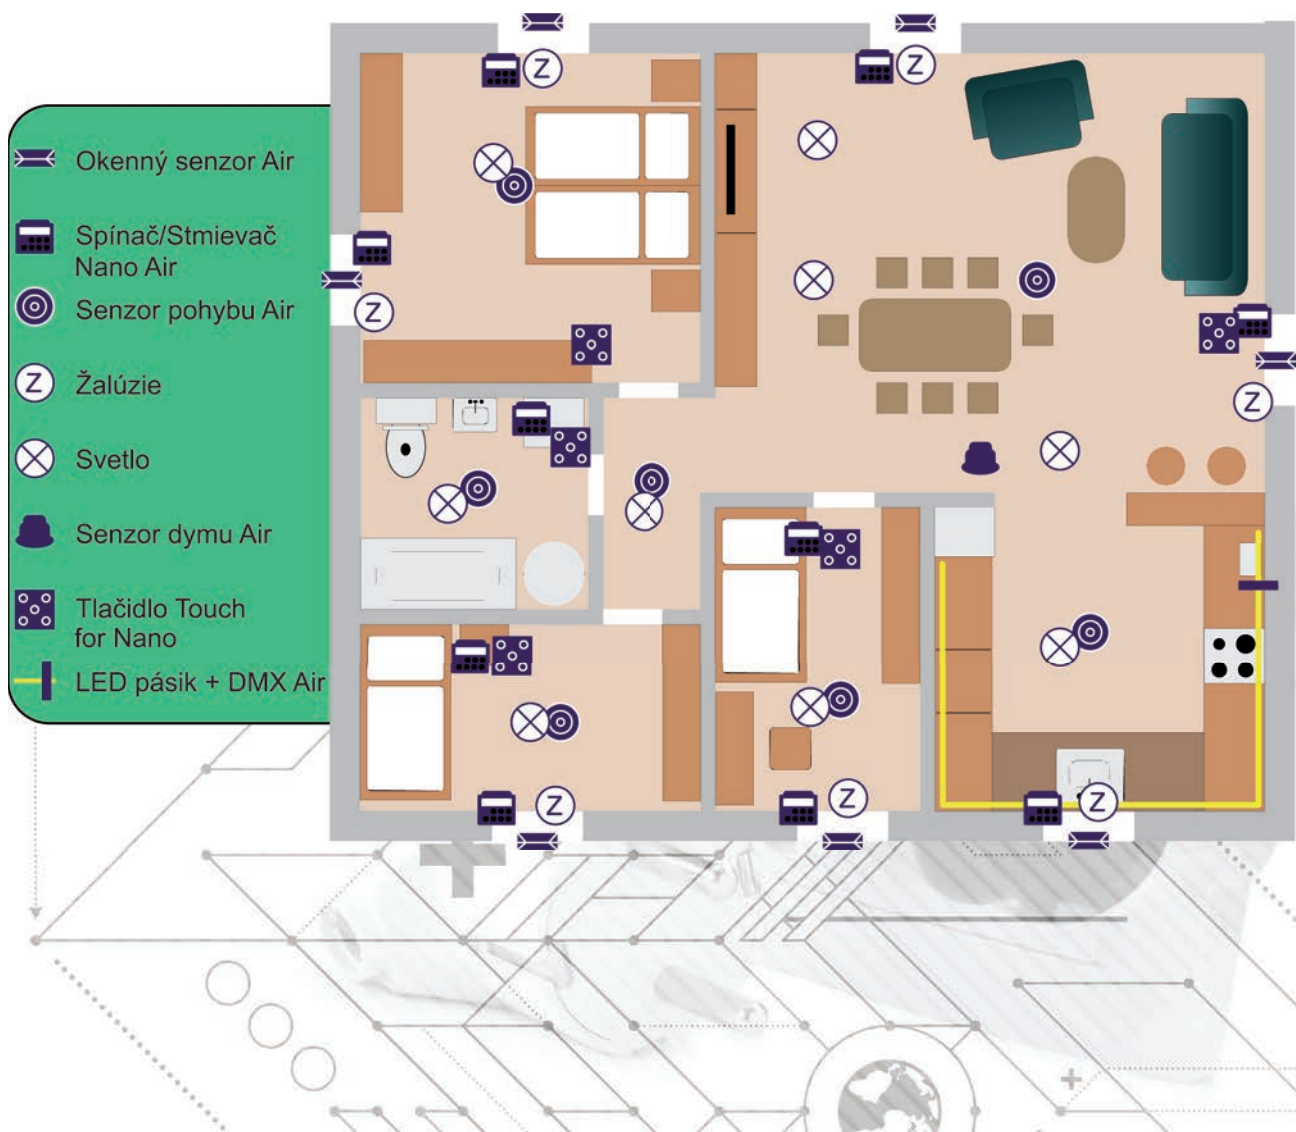 Okenný senzor Air
Spínač/Stmievač
Nano Air
Senzor pohybu Air
Z Žalúzie
Svetlo
Senzor dymu Air
Tlačidlo Touch
for Nano
LED pásik + DMX Air
Z
Z
Z
Z
Z
Z
Z